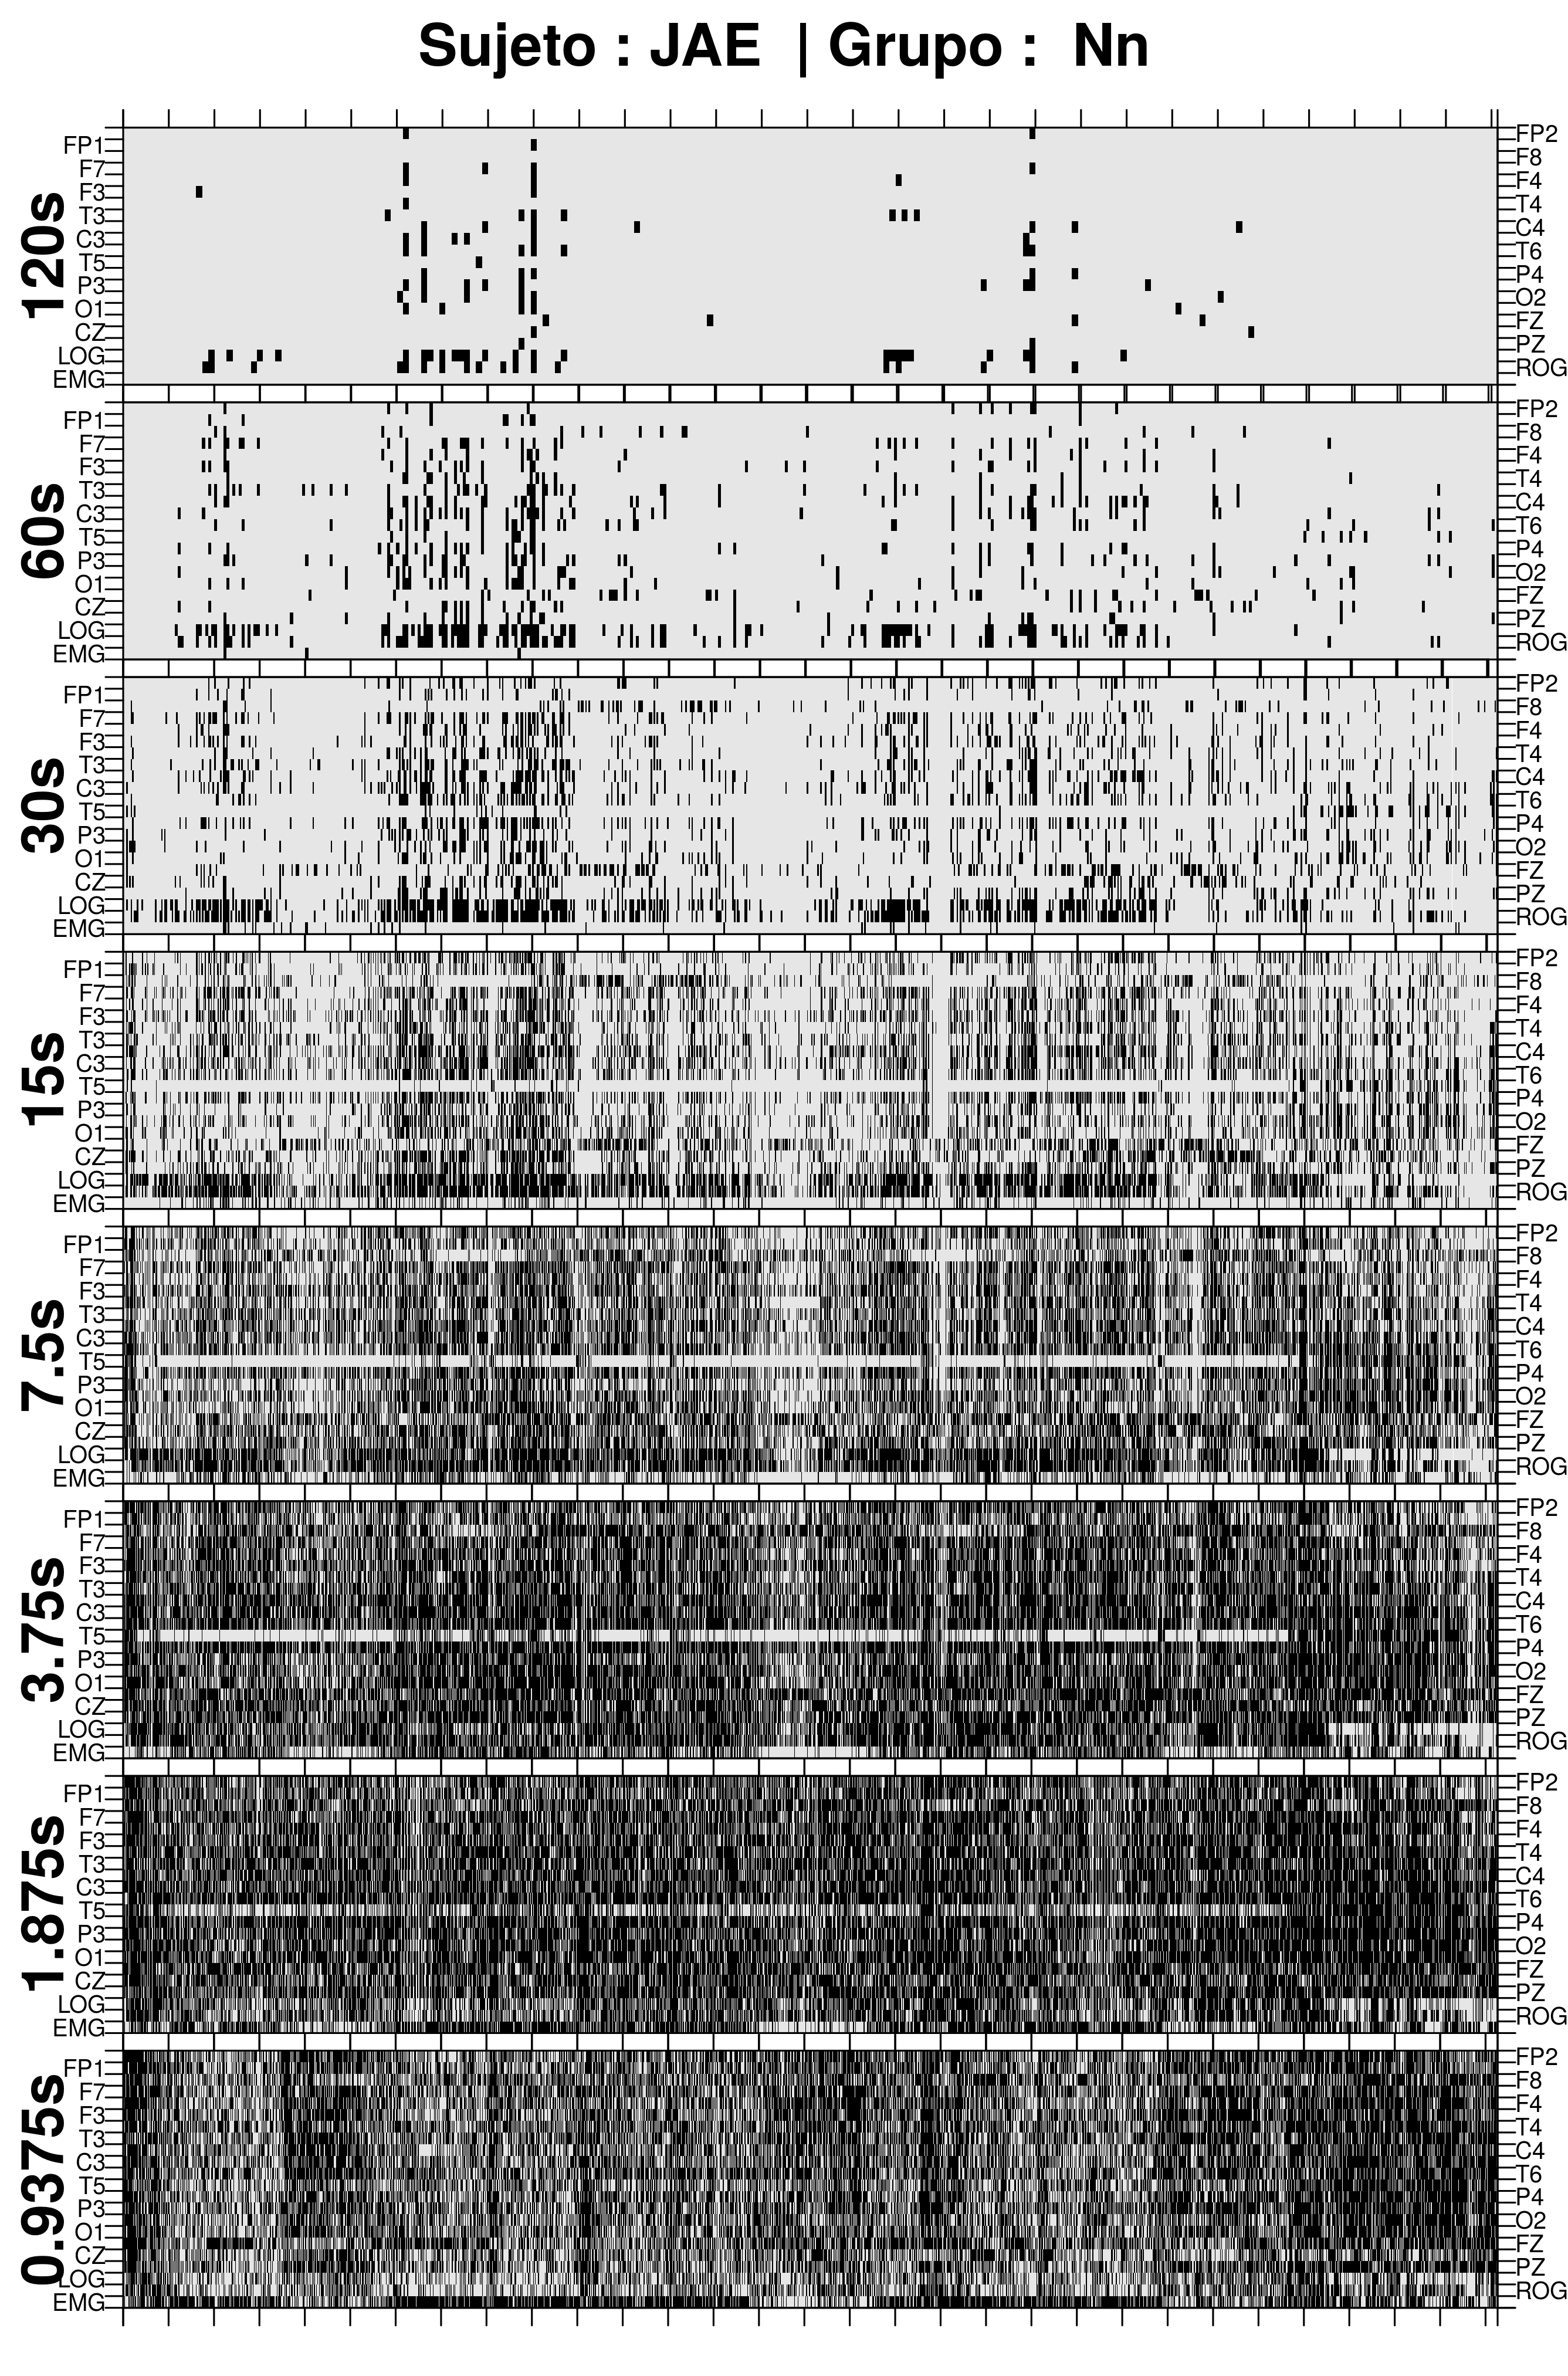 Sujeto : JAE | Grupo : Nn
120s
FP1
F7
F3
T3
C3
T5
P3
O1
CZ
LOG
EMG
FP2
F8
F4
T4
C4
T6
P4
O2
FZ
PZ
ROG
60s
FP1
F7
F3
T3
C3
T5
P3
O1
CZ
LOG
EMG
FP2
F8
F4
T4
C4
T6
P4
O2
FZ
PZ
ROG
30s
FP1
F7
F3
T3
C3
T5
P3
O1
CZ
LOG
EMG
FP2
F8
F4
T4
C4
T6
P4
O2
FZ
PZ
ROG
15s
FP1
F7
F3
T3
C3
T5
P3
O1
CZ
LOG
EMG
FP2
F8
F4
T4
C4
T6
P4
O2
FZ
PZ
ROG
7.5s
FP1
F7
F3
T3
C3
T5
P3
O1
CZ
LOG
EMG
FP2
F8
F4
T4
C4
T6
P4
O2
FZ
PZ
ROG
3.75s
FP1
F7
F3
T3
C3
T5
P3
O1
CZ
LOG
EMG
FP2
F8
F4
T4
C4
T6
P4
O2
FZ
PZ
ROG
1.875s
FP1
F7
F3
T3
C3
T5
P3
O1
CZ
LOG
EMG
FP2
F8
F4
T4
C4
T6
P4
O2
FZ
PZ
ROG
0.9375s
FP1
F7
F3
T3
C3
T5
P3
O1
CZ
LOG
EMG
FP2
F8
F4
T4
C4
T6
P4
O2
FZ
PZ
ROG